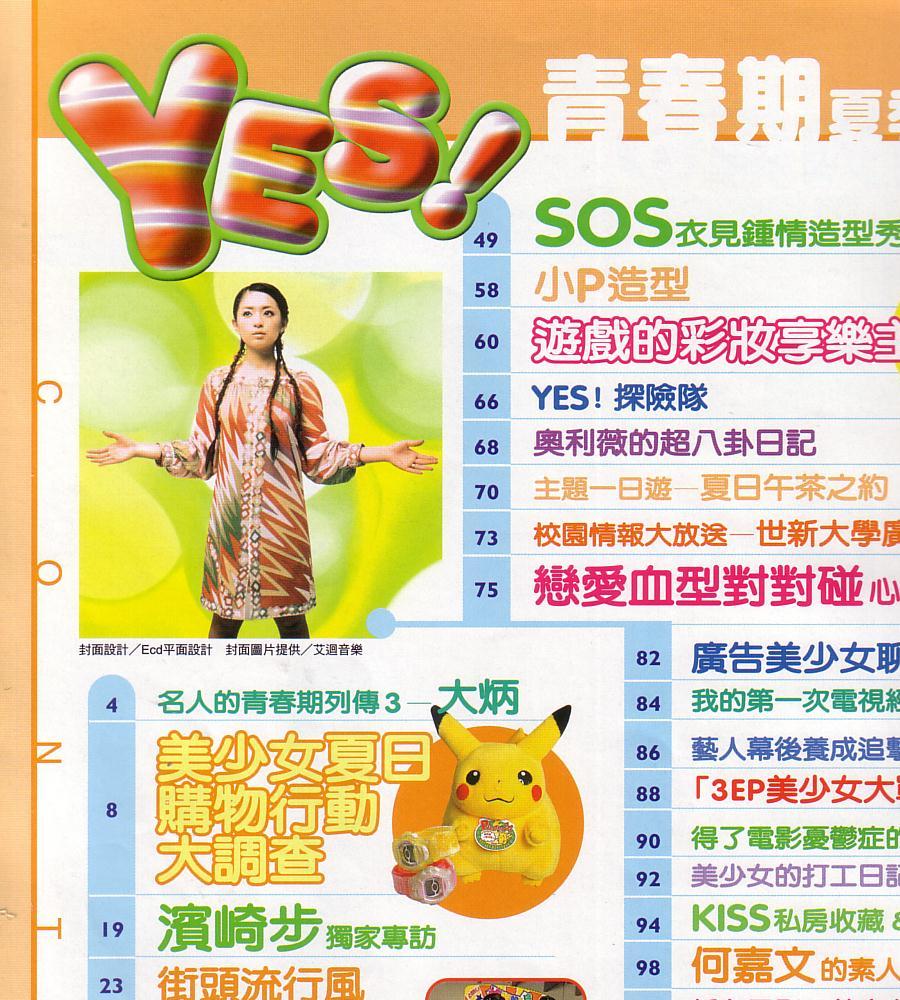 YES!
青春期夏
49 SOS衣見鍾情造型秀
58 小P造型
60 遊戲的彩妝享樂主
66 YES! 探險隊
68 奧利薇的超八卦日記
70 主題一日遊—夏日午茶之約
73 校園情報大放送—世新大學廣
75 戀愛血型對對碰 心
封面設計／Ecd平面設計 封面圖片提供／艾迴音樂
CONT
4 名人的青春期列傳3—大炳
8 美少女夏日
購物行動
大調查
19 濱崎步獨家專訪
23 街頭流行風
82 廣告美少女聊
84 我的第一次電視經
86 藝人幕後養成追擊
88 「3EP美少女大
90 得了電影憂鬱症的
92 美少女的打工日記
94 KISS私房收藏 &
98 何嘉文的素人